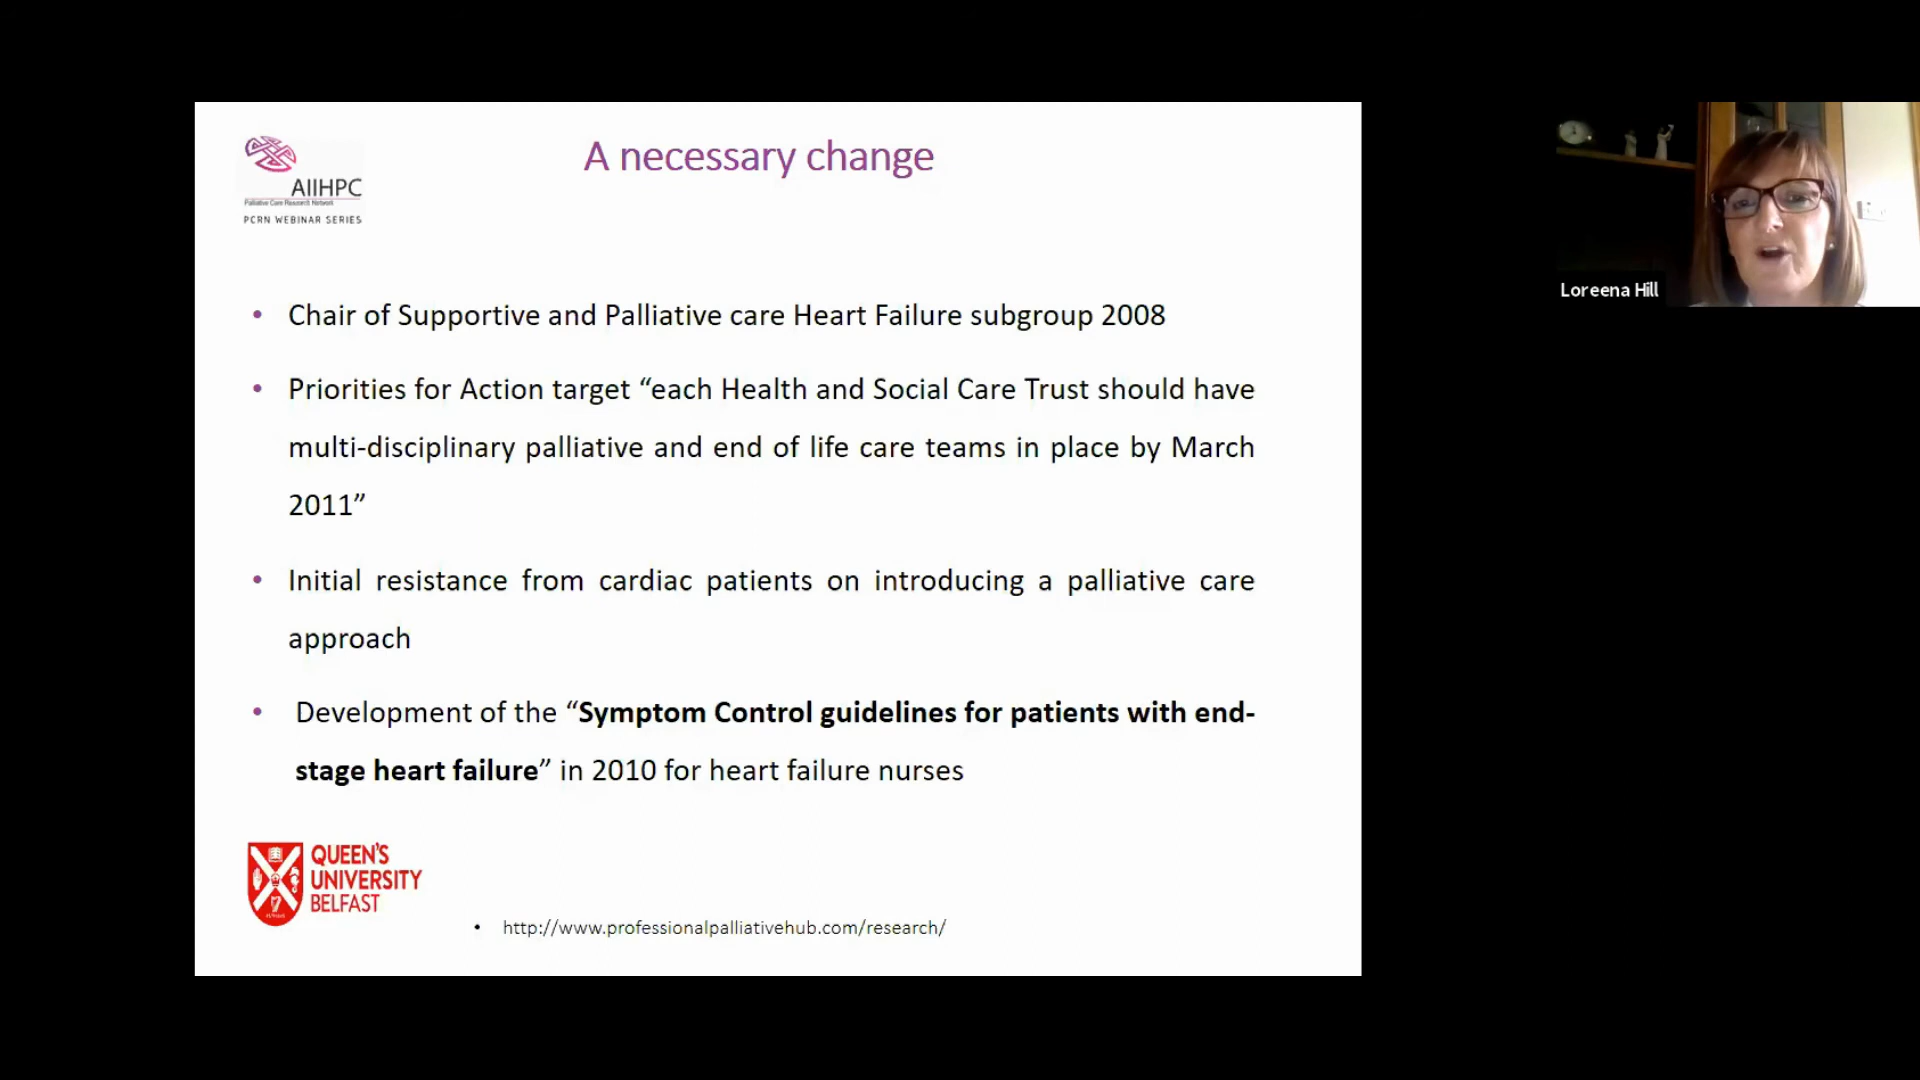 A necessary change
AIIHPC
Palliative Care Research Network
PCRN WEBINAR SERIES
• Chair of Supportive and Palliative care Heart Failure subgroup 2008
• Priorities for Action target “each Health and Social Care Trust should have
multi-disciplinary palliative and end of life care teams in place by March
2011”
• Initial resistance from cardiac patients on introducing a palliative care
approach
• Development of the “Symptom Control guidelines for patients with end-
stage heart failure” in 2010 for heart failure nurses
QUEEN'S
UNIVERSITY
BELFAST
• http://www.professionalpalliativehub.com/research/
Loreena Hill